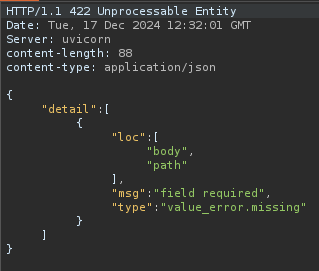 HTTP/1.1 422 Unprocessable Entity
Date: Tue, 17 Dec 2024 12:32:01 GMT
Server: uvicorn
content-length: 88
content-type: application/json

{
    "detail":[
        {
            "loc":[
                "body",
                "path"
            ],
            "msg":"field required",
            "type":"value_error.missing"
        }
    ]
}